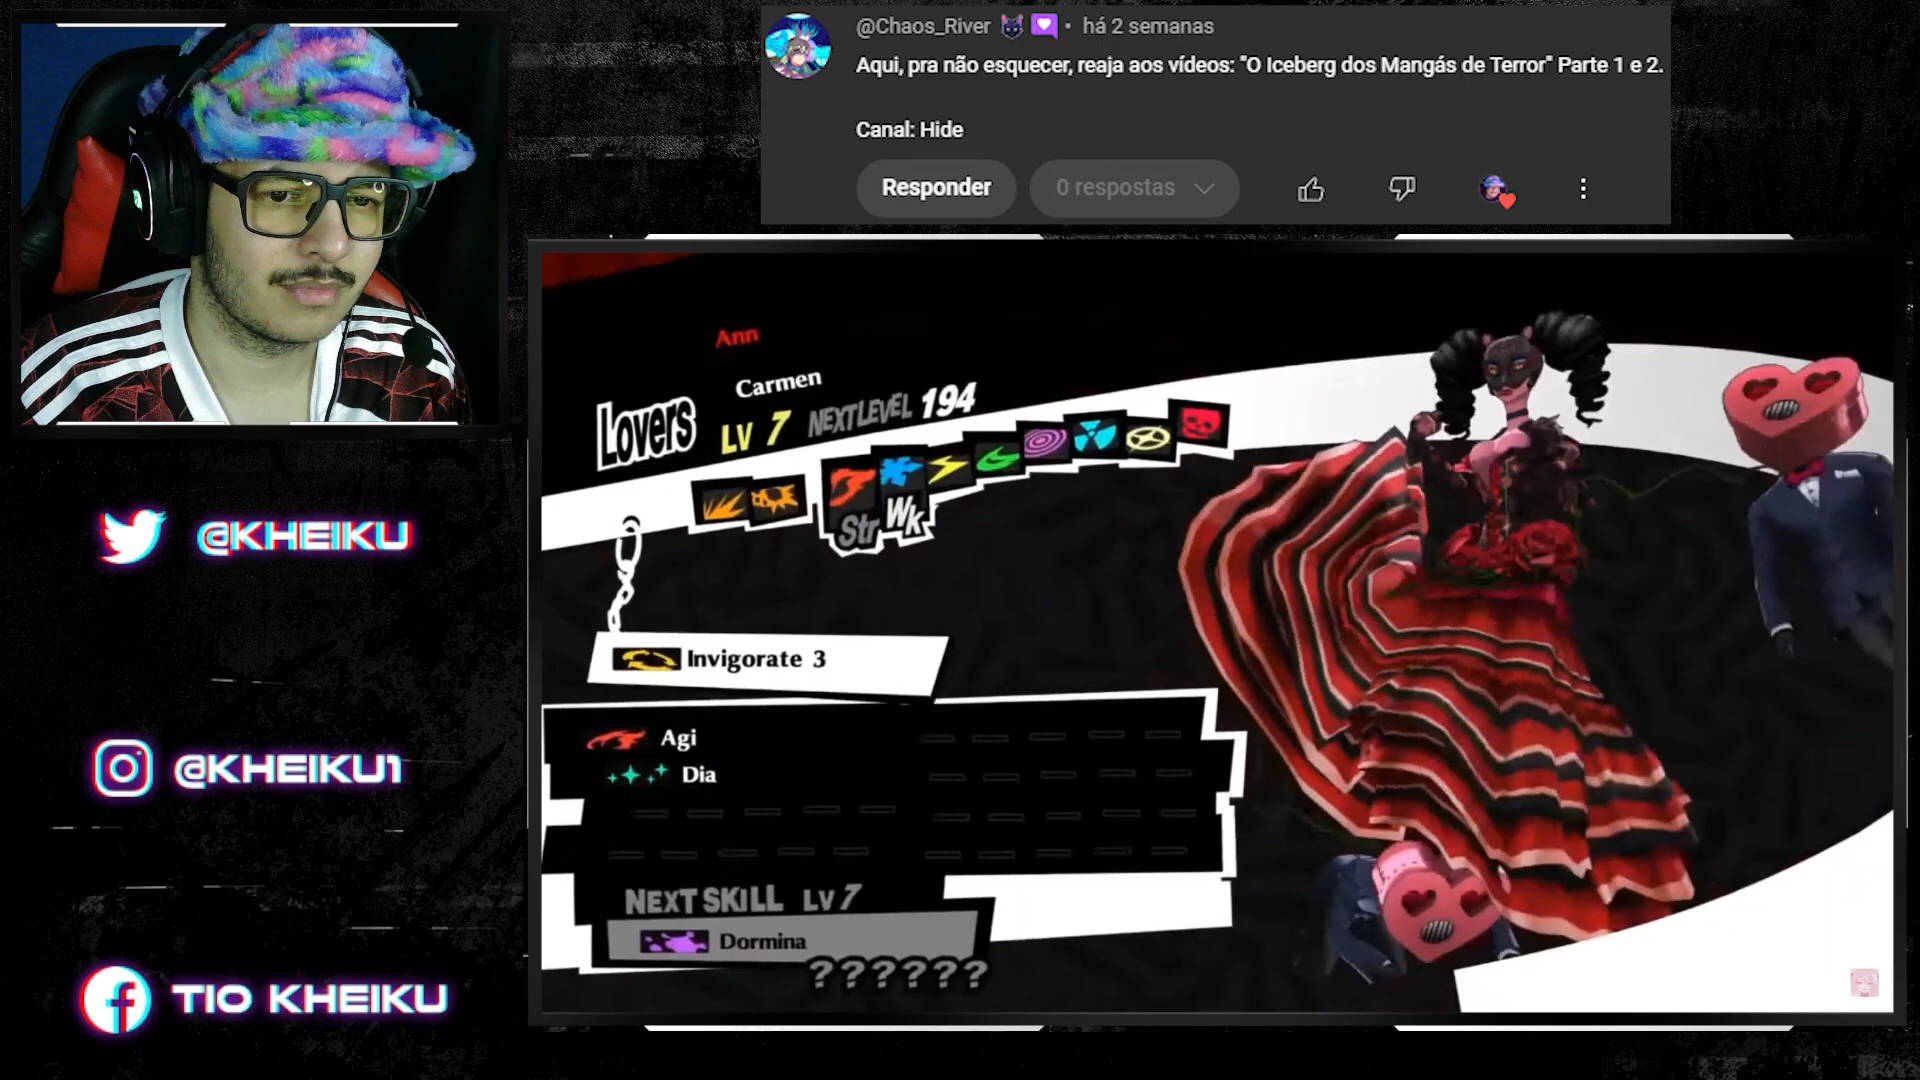 @Chaos_River • há 2 semanas
Aqui, pra não esquecer, reaja aos vídeos: "O Iceberg dos Mangás de Terror" Parte 1 e 2.
Canal: Hide
Responder 0 respostas
Ann
Carmen
Lovers LV 7 NEXT LEVEL 194
Str Wk
Invigorate 3
Agi
Dia
NEXT SKILL LV 7
Dormina
??????
@KHEIKU
@KHEIKU1
TIO KHEIKU